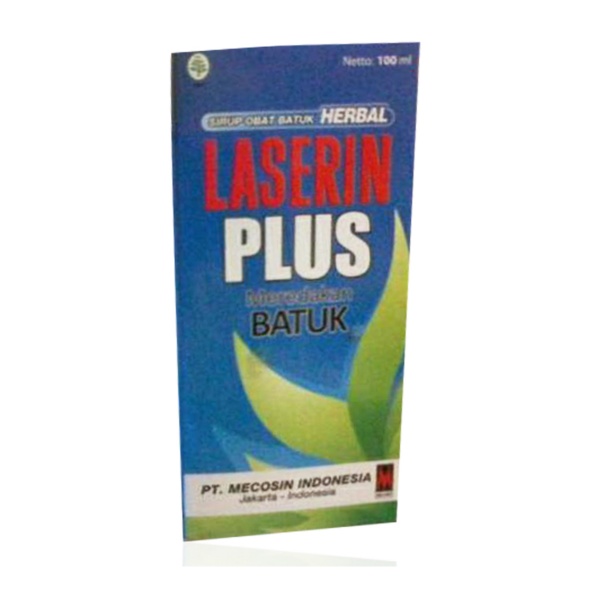 Netto: 100 ml
SIRUP OBAT BATUK HERBAL
LASERIN
PLUS
Meredakan
BATUK
PT. MECOSIN INDONESIA
Jakarta - Indonesia